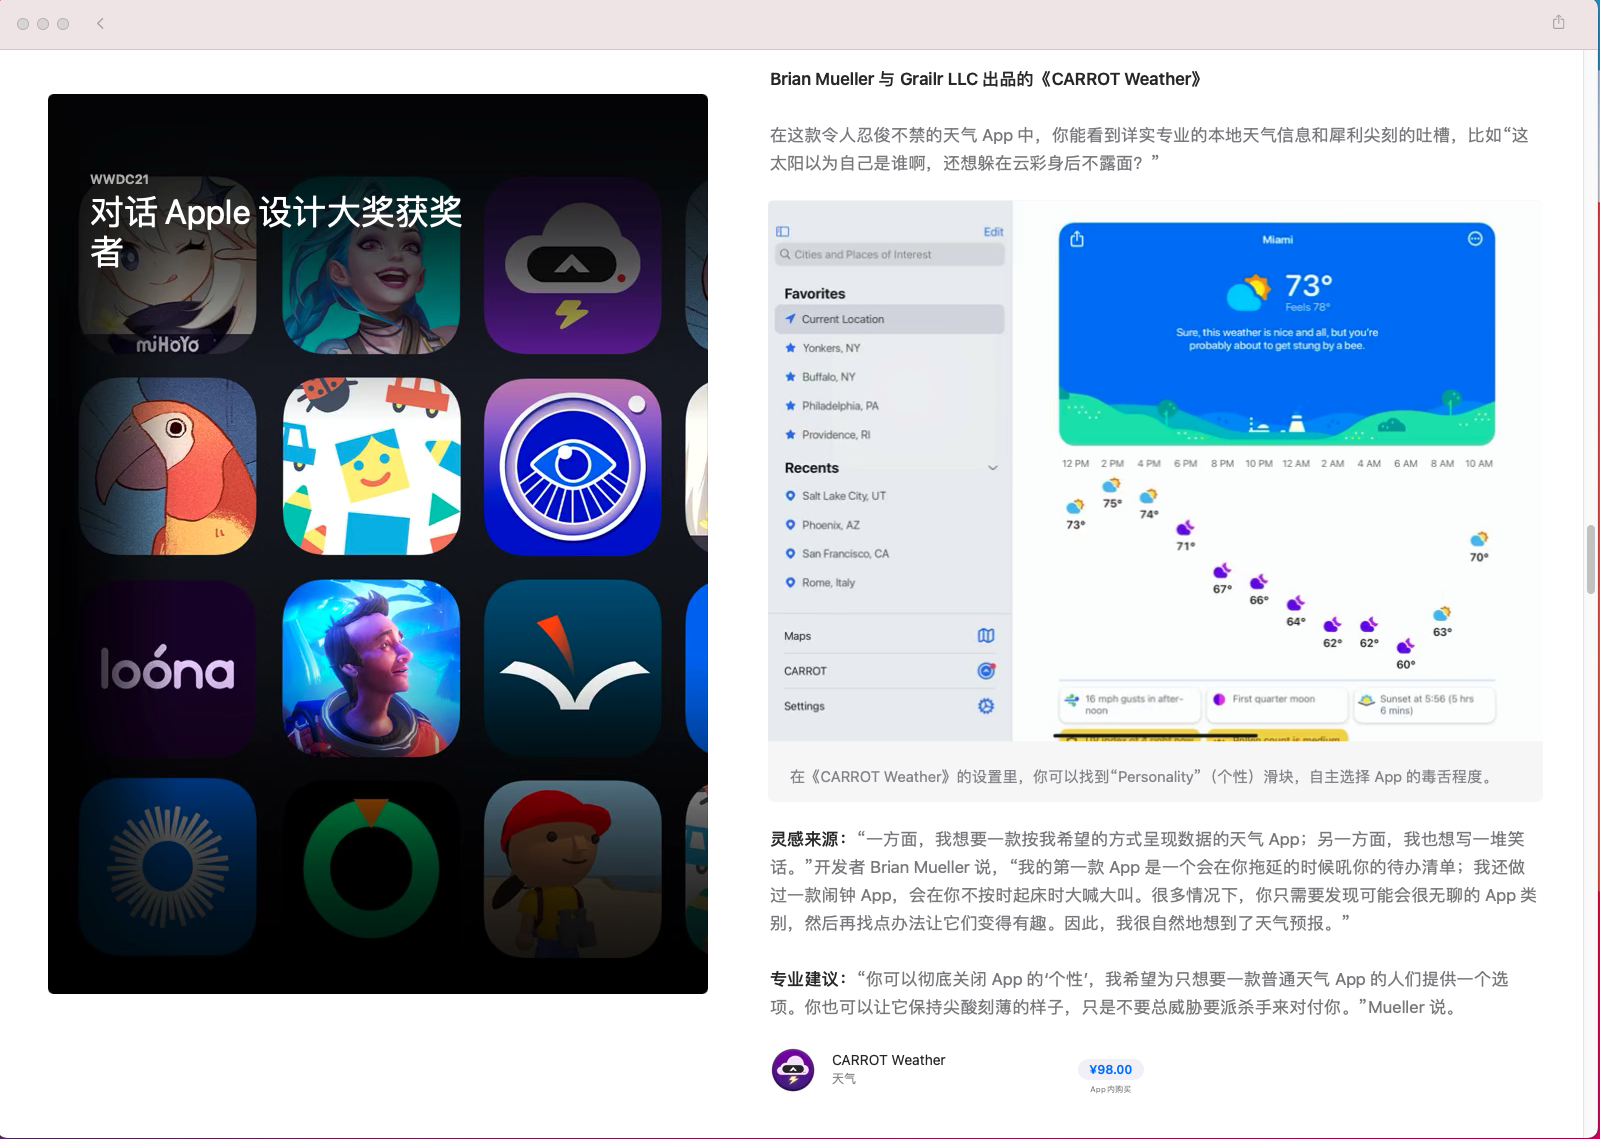 WWDC21
对话 Apple 设计大奖获奖
者
miHoYo
loóna
Brian Mueller 与 Grailr LLC 出品的《CARROT Weather》
在这款令人忍俊不禁的天气 App 中，你能看到详实专业的本地天气信息和犀利尖刻的吐槽，比如“这
太阳以为自己是谁啊，还想躲在云彩身后不露面？”
Edit
Cities and Places of Interest
Favorites
Current Location
Yonkers, NY
Buffalo, NY
Philadelphia, PA
Providence, RI
Recents
Salt Lake City, UT
Phoenix, AZ
San Francisco, CA
Rome, Italy
Maps
CARROT
Settings
Miami
73°
Feels 78°
Sure, this weather is nice and all, but you're
probably about to get stung by a bee.
12 PM 2 PM 4 PM 6 PM 8 PM 10 PM 12 AM 2 AM 4 AM 6 AM 8 AM 10 AM
73° 75° 74° 71° 67° 66° 64° 62° 62° 60° 63° 70°
16 mph gusts in after-
noon
First quarter moon
Sunset at 5:56 (5 hrs
6 mins)
UV index of 4 right now
Pollen count is medium
在《CARROT Weather》的设置里，你可以找到“Personality”（个性）滑块，自主选择 App 的毒舌程度。
灵感来源：“一方面，我想要一款按我希望的方式呈现数据的天气 App；另一方面，我也想写一堆笑
话。”开发者 Brian Mueller 说，“我的第一款 App 是一个会在你拖延的时候吼你的待办清单；我还做
过一款闹钟 App，会在你不按时起床时大喊大叫。很多情况下，你只需要发现可能会很无聊的 App 类
别，然后再找点办法让它们变得有趣。因此，我很自然地想到了天气预报。”
专业建议：“你可以彻底关闭 App 的‘个性’，我希望为只想要一款普通天气 App 的人们提供一个选
项。你也可以让它保持尖酸刻薄的样子，只是不要总威胁要派杀手来对付你。”Mueller 说。
CARROT Weather
天气
¥98.00
App 内购买